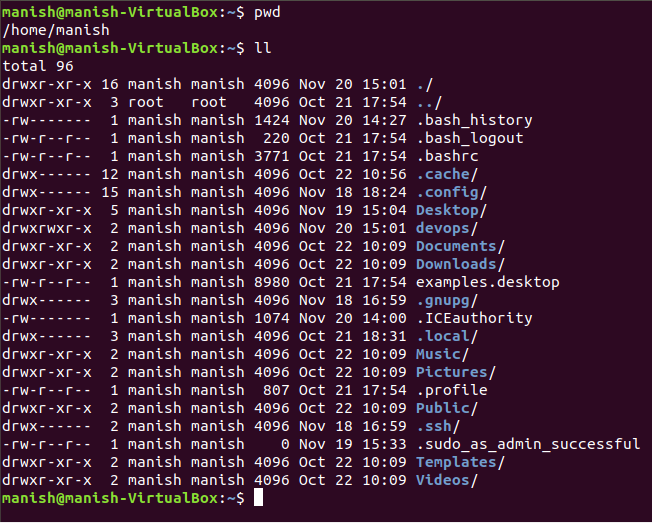 manish@manish-VirtualBox:~$ pwd
/home/manish
manish@manish-VirtualBox:~$ ll
total 96
drwxr-xr-x 16 manish manish 4096 Nov 20 15:01 ./
drwxr-xr-x  3 root   root   4096 Oct 21 17:54 ../
-rw-------  1 manish manish 1424 Nov 20 14:27 .bash_history
-rw-r--r--  1 manish manish  220 Oct 21 17:54 .bash_logout
-rw-r--r--  1 manish manish 3771 Oct 21 17:54 .bashrc
drwx------ 12 manish manish 4096 Oct 22 10:56 .cache/
drwx------ 15 manish manish 4096 Nov 18 18:24 .config/
drwxr-xr-x  5 manish manish 4096 Nov 19 15:04 Desktop/
drwxrwxr-x  2 manish manish 4096 Nov 20 15:01 devops/
drwxr-xr-x  2 manish manish 4096 Oct 22 10:09 Documents/
drwxr-xr-x  2 manish manish 4096 Oct 22 10:09 Downloads/
-rw-r--r--  1 manish manish 8980 Oct 21 17:54 examples.desktop
drwx------  3 manish manish 4096 Nov 18 16:59 .gnupg/
-rw-------  1 manish manish 1074 Nov 20 14:00 .ICEauthority
drwx------  3 manish manish 4096 Oct 21 18:31 .local/
drwxr-xr-x  2 manish manish 4096 Oct 22 10:09 Music/
drwxr-xr-x  2 manish manish 4096 Oct 22 10:09 Pictures/
-rw-r--r--  1 manish manish  807 Oct 21 17:54 .profile
drwxr-xr-x  2 manish manish 4096 Oct 22 10:09 Public/
drwx------  2 manish manish 4096 Nov 18 16:59 .ssh/
-rw-r--r--  1 manish manish    0 Nov 19 15:33 .sudo_as_admin_successful
drwxr-xr-x  2 manish manish 4096 Oct 22 10:09 Templates/
drwxr-xr-x  2 manish manish 4096 Oct 22 10:09 Videos/
manish@manish-VirtualBox:~$